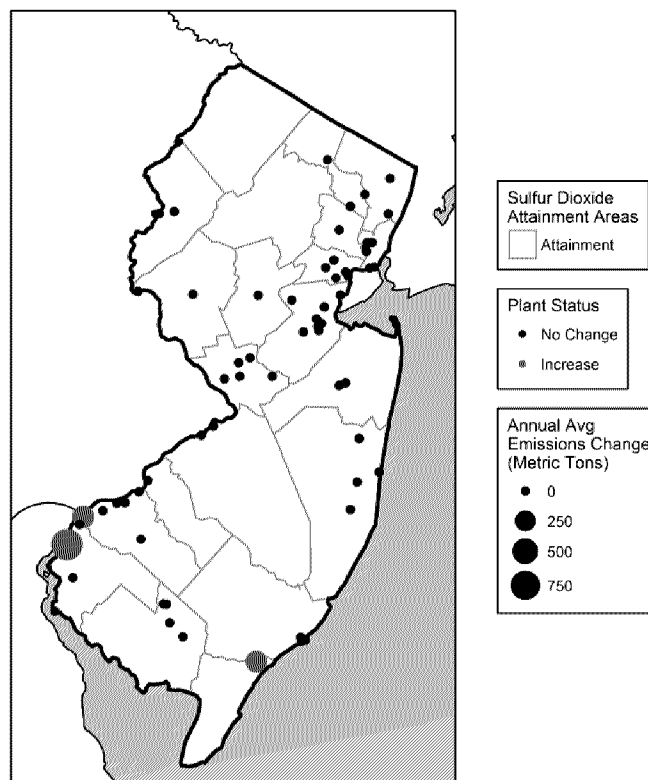 Sulfur Dioxide
Attainment Areas
Attainment
Plant Status
No Change
Increase
Annual Avg
Emissions Change
(Metric Tons)
0
250
500
750